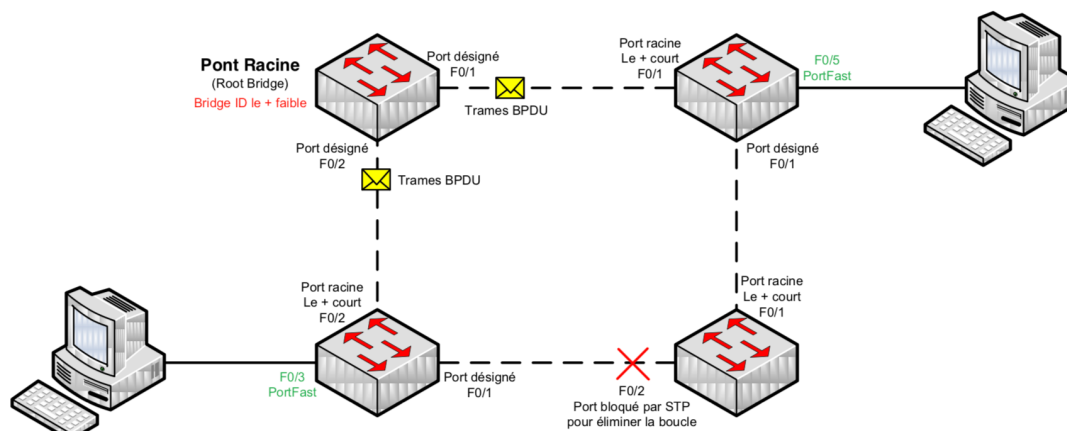 Pont Racine
(Root Bridge)
Bridge ID le + faible
Port désigné
F0/1
Trames BPDU
Port racine
Le + court
F0/1
F0/5
PortFast
Port désigné
F0/2
Trames BPDU
Port désigné
F0/1
Port racine
Le + court
F0/2
Port racine
Le + court
F0/1
F0/3
PortFast
Port désigné
F0/1
F0/2
Port bloqué par STP
pour éliminer la boucle